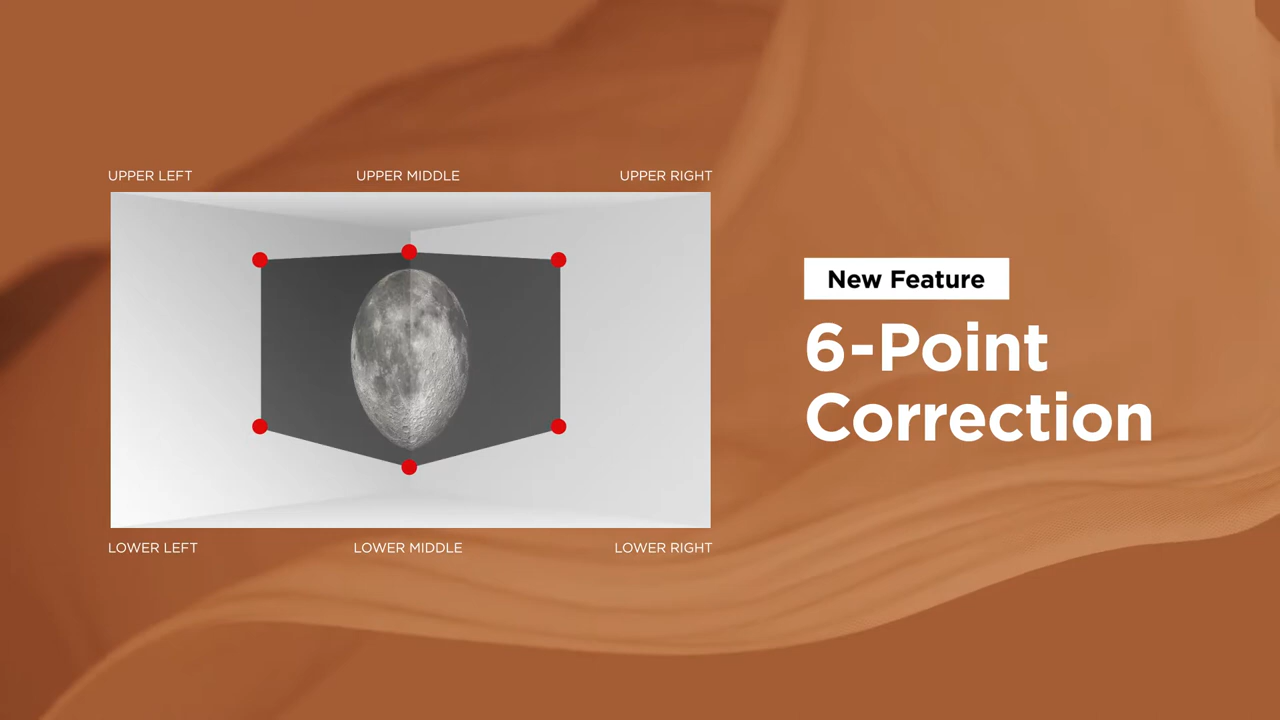 UPPER LEFT
UPPER MIDDLE
UPPER RIGHT
LOWER LEFT
LOWER MIDDLE
LOWER RIGHT
New Feature
6-Point
Correction